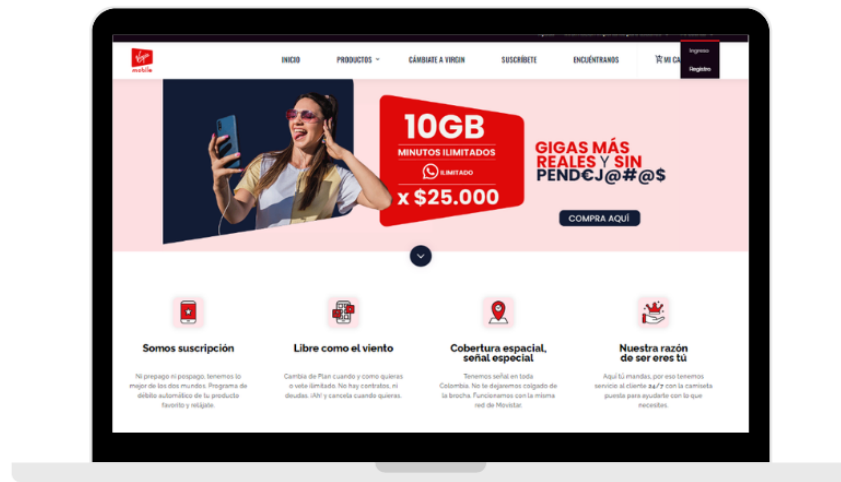 Ingreso
Registro
Virgin
mobile
INICIO
PRODUCTOS
CÁMBIATE A VIRGIN
SUSCRÍBETE
ENCUÉNTRANOS
MI CA
10GB
MINUTOS ILIMITADOS
ILIMITADO
x $25.000
GIGAS MÁS
REALES Y SIN
PEND€J@#@$
COMPRA AQUÍ
Somos suscripción
Ni prepago ni pospago, tenemos lo
mejor de los dos mundos. Programa de
débito automático de tu producto
favorito y relájate.
Libre como el viento
Cambia de Plan cuando y como quieras
o vete ilimitado. No hay contratos, ni
deudas. ¡Ah! y cancela cuando quieras.
Cobertura espacial,
señal especial
Tenemos señal en toda
Colombia. No te dejaremos colgado de
la brocha. Funcionamos con la misma
red de Movistar.
Nuestra razón
de ser eres tú
Aquí tú mandas, por eso tenemos
servicio al cliente 24/7 con la camiseta
puesta para ayudarte con lo que
necesites.